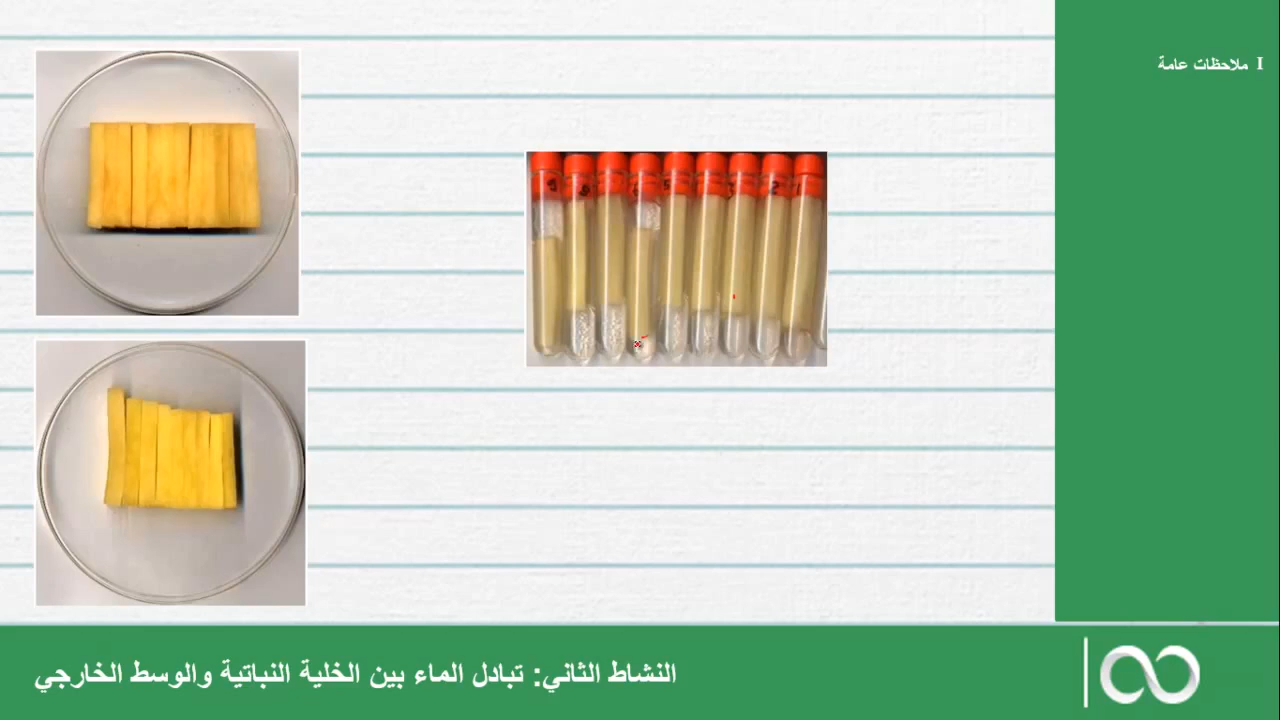 I ملاحظات عامة
النشاط الثاني: تبادل الماء بين الخلية النباتية والوسط الخارجي